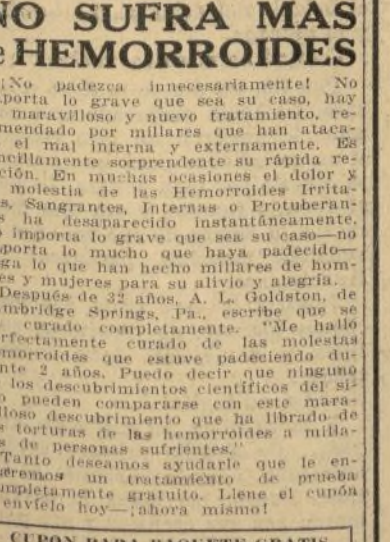 NO SUFRA MAS
e HEMORROIDES
¡No padezca innecesariamente! No
porta lo grave que sea su caso, hay
maravilloso y nuevo tratamiento, re-
mendado por millares que han ataca-
el mal interna y externamente. Es
ncillamente sorprendente su rápida re-
ción. En muchas ocasiones el dolor y
molestia de las Hemorroides Irrita-
s, Sangrantes, Internas o Protuberan-
s ha desaparecido instantáneamente.
importa lo grave que sea su caso—no
porta lo mucho que haya padecido—
ga lo que han hecho millares de hom-
es y mujeres para su alivio y alegría.
Después de 32 años, A. L. Goldston, de
mbridge Springs, Pa., escribe que se
curado completamente. "Me hallo
rfectamente curado de las molestas
morroides que estuve padeciendo du-
nte 2 años. Puedo decir que ninguno
los descubrimientos científicos del si-
o pueden compararse con este mara-
lloso descubrimiento que ha librado de
s torturas de las hemorroides a milla-
s de personas sufrientes."
Tanto deseamos ayudarle que le en-
aremos un tratamiento de prueba
mpletamente gratuito. Llene el cupón
envíelo hoy—¡ahora mismo!
CUPON PARA PAQUETE GRATIS